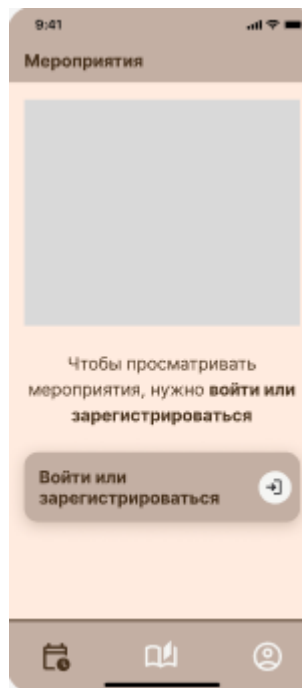 9:41
Мероприятия
Чтобы просматривать
мероприятия, нужно войти или
зарегистрироваться
Войти или
зарегистрироваться